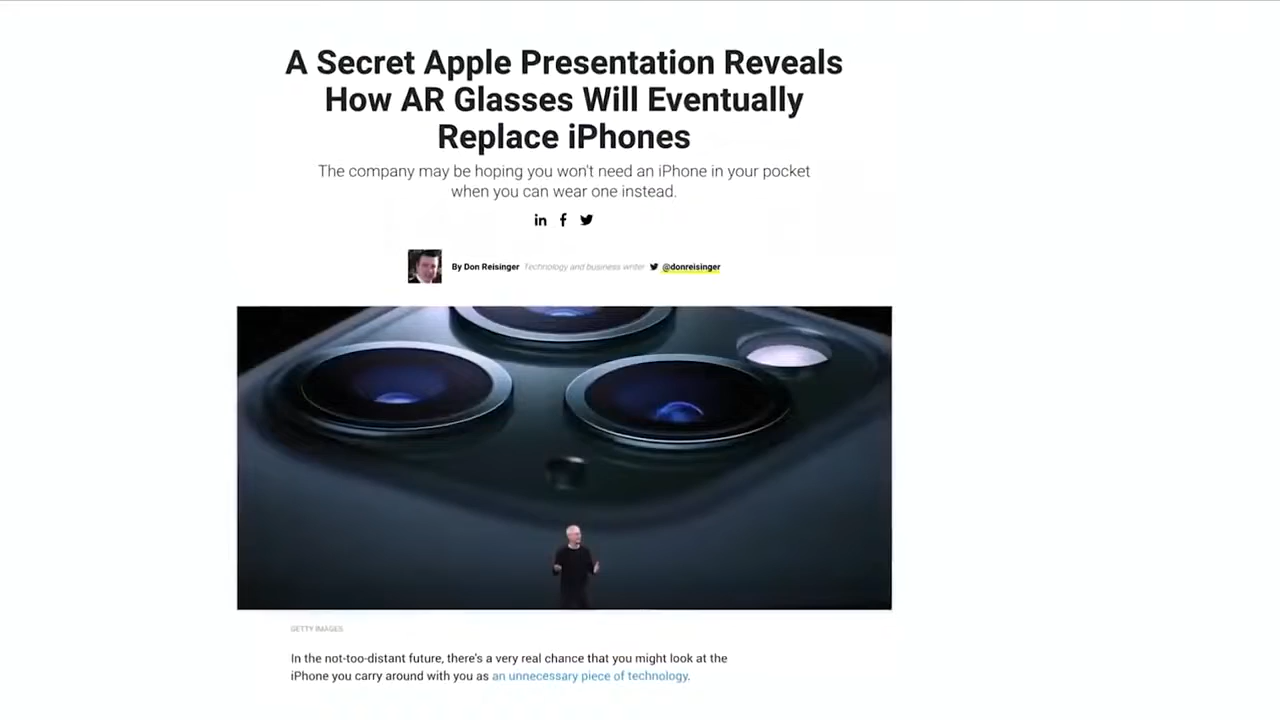 A Secret Apple Presentation Reveals
How AR Glasses Will Eventually
Replace iPhones
The company may be hoping you won't need an iPhone in your pocket
when you can wear one instead.
in f
By Don Reisinger Technology and business writer @donreisinger
GETTY IMAGES
In the not-too-distant future, there's a very real chance that you might look at the
iPhone you carry around with you as an unnecessary piece of technology.